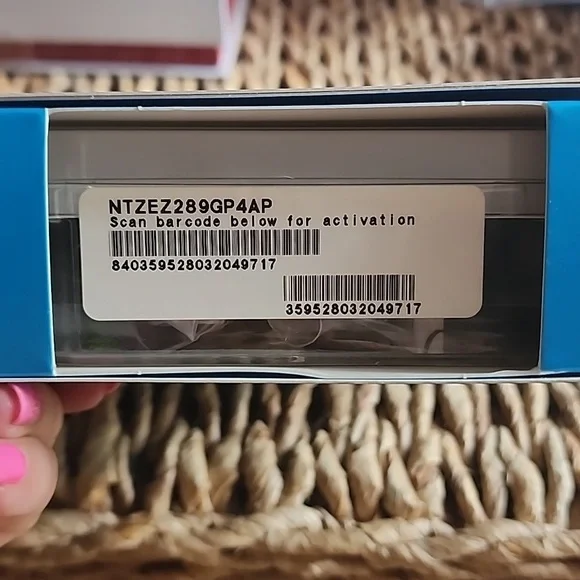 NTZEZ289GP4AP
Scan barcode below for activation
840359528032049717
359528032049717